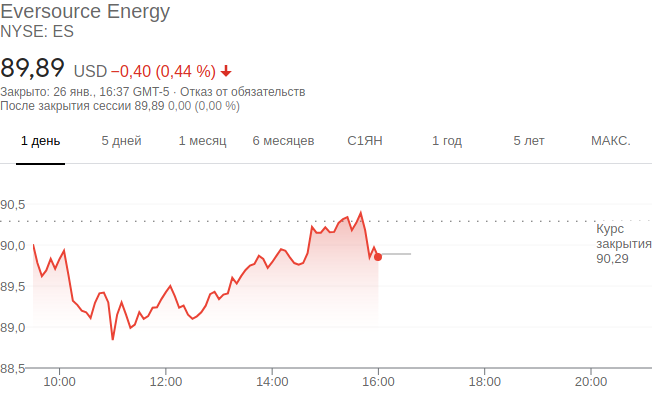 Eversource Energy
NYSE: ES
89,89 USD −0,40 (0,44 %)
Закрыто: 26 янв., 16:37 GMT-5 · Отказ от обязательств
После закрытия сессии 89,89 0,00 (0,00 %)
1 день 5 дней 1 месяц 6 месяцев С1ЯН 1 год 5 лет МАКС.
90,5
Курс
закрытия
90,29
90,0
89,5
89,0
88,5
10:00 12:00 14:00 16:00 18:00 20:00